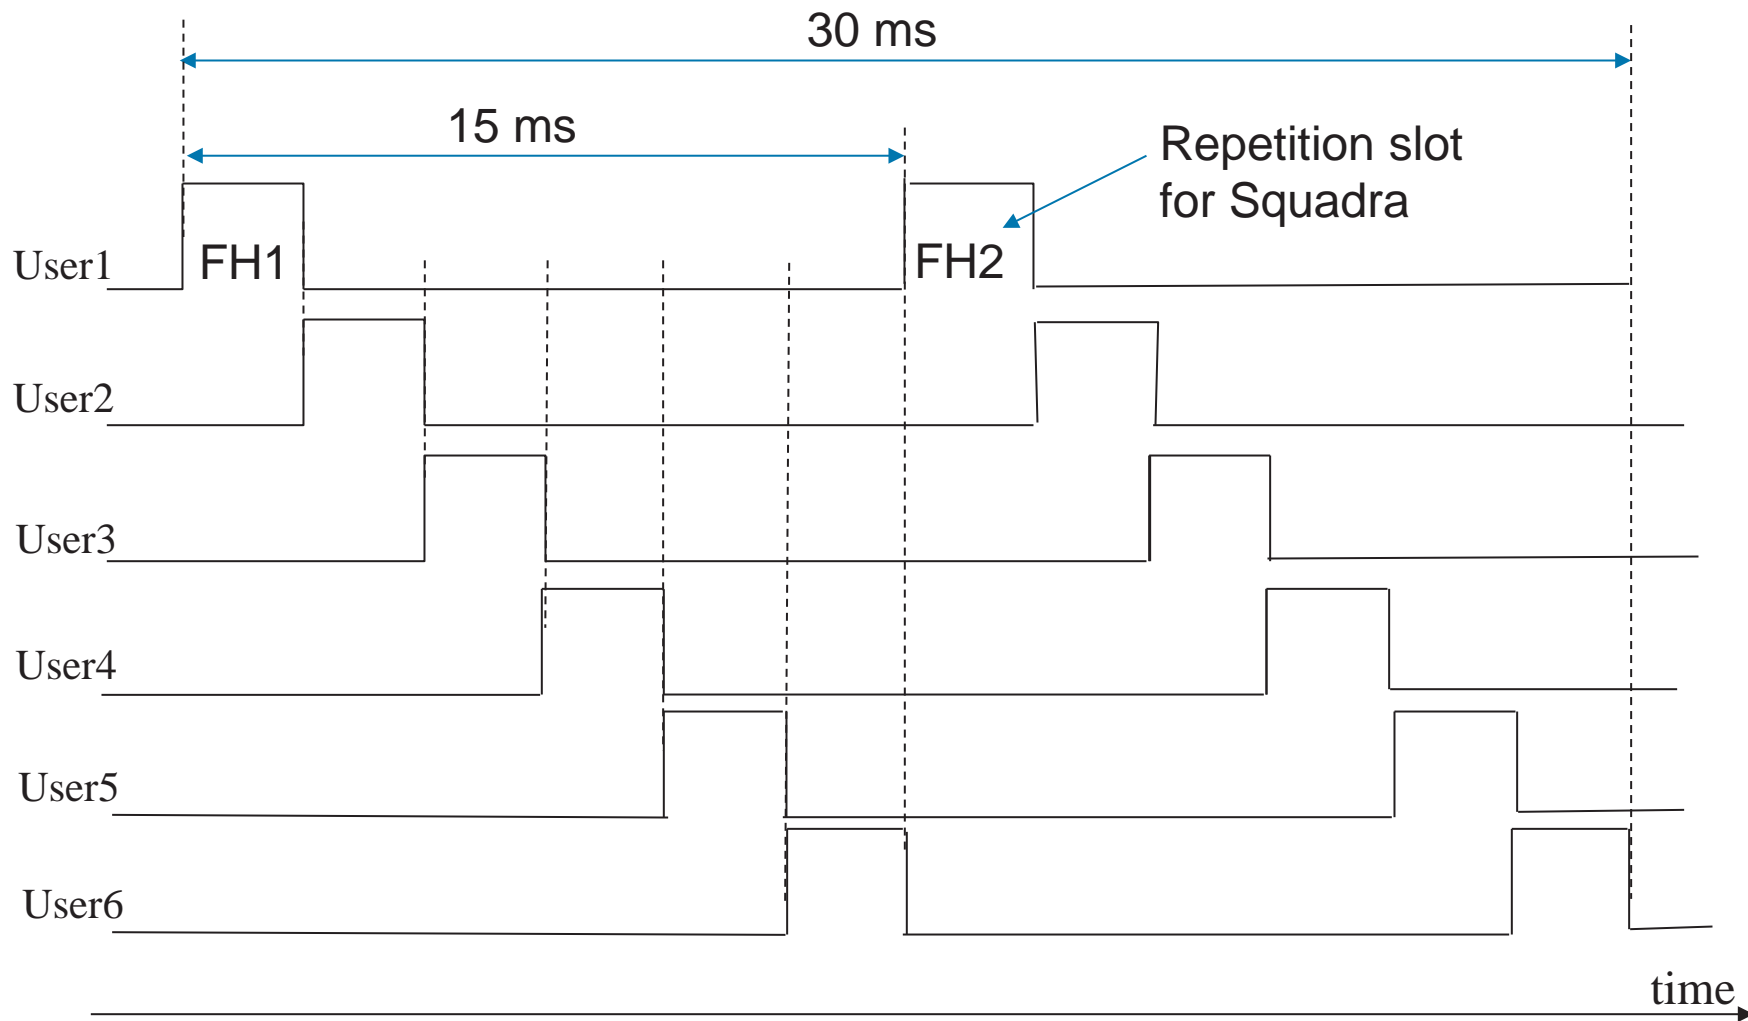 30 ms
15 ms
Repetition slot
for Squadra
User1
FH1
FH2
User2
User3
User4
User5
User6
time